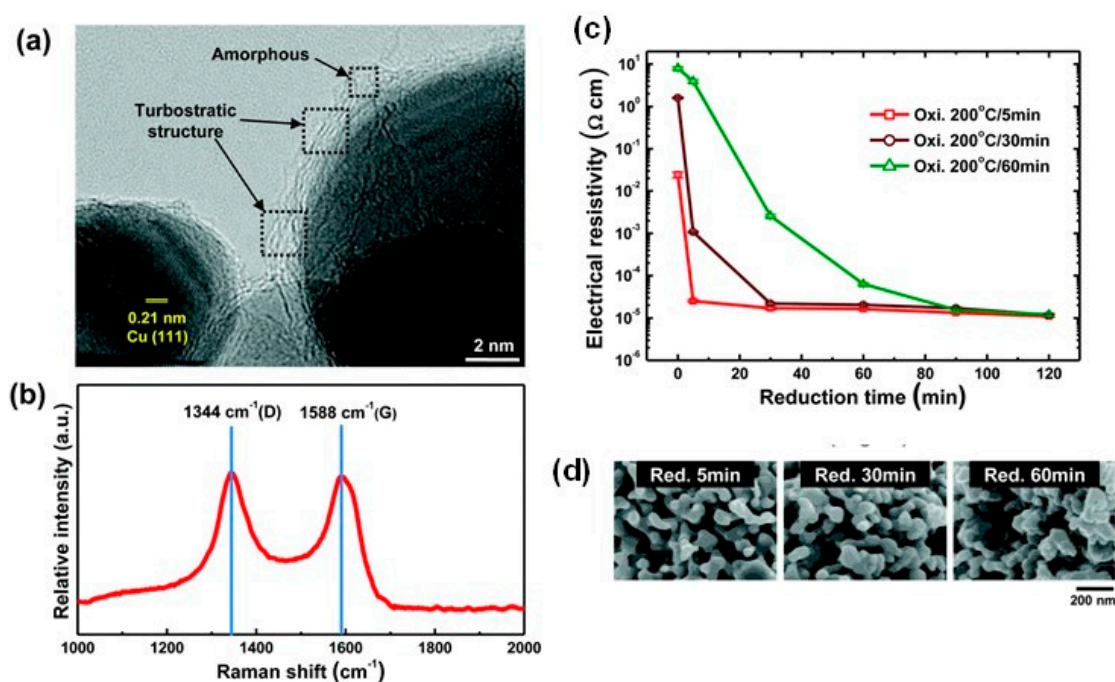 (a)
Amorphous
Turbostratic
structure
0.21 nm
Cu (111)
2 nm
(b)
Relative intensity (a.u.)
1344 cm⁻¹(D)
1588 cm⁻¹(G)
1000 1200 1400 1600 1800 2000
Raman shift (cm⁻¹)
(c)
Electrical resistivity (Ω cm)
10¹
10⁰
10⁻¹
10⁻²
10⁻³
10⁻⁴
10⁻⁵
10⁻⁶
Oxi. 200°C/5min
Oxi. 200°C/30min
Oxi. 200°C/60min
0 20 40 60 80 100 120
Reduction time (min)
(d)
Red. 5min
Red. 30min
Red. 60min
200 nm